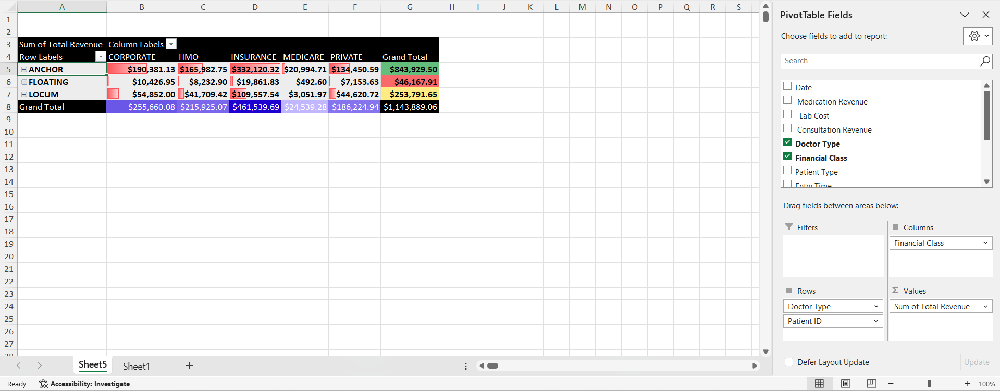 A B C D E F G H I J K L M N O P Q R S
1
2
3 Sum of Total Revenue Column Labels
4 Row Labels CORPORATE HMO INSURANCE MEDICARE PRIVATE Grand Total
5 ANCHOR $190,381.13 $165,982.75 $332,120.32 $20,994.71 $134,450.59 $843,929.50
6 FLOATING $10,426.95 $8,232.90 $19,861.83 $492.60 $7,153.63 $46,167.91
7 LOCUM $54,852.00 $41,709.42 $109,557.54 $3,051.97 $44,620.72 $253,791.65
8 Grand Total $255,660.08 $215,925.07 $461,539.69 $24,539.28 $186,224.94 $1,143,889.06
9
10
11
12
13
14
15
16
17
18
19
20
21
22
23
24
25
26
27
28
Sheet5 Sheet1
Ready Accessibility: Investigate
100%
PivotTable Fields
Choose fields to add to report:
Search
Date
Medication Revenue
Lab Cost
Consultation Revenue
Doctor Type
Financial Class
Patient Type
Entry Time
Drag fields between areas below:
Filters
Columns
Financial Class
Rows
Doctor Type
Patient ID
Values
Sum of Total Revenue
Defer Layout Update
Update